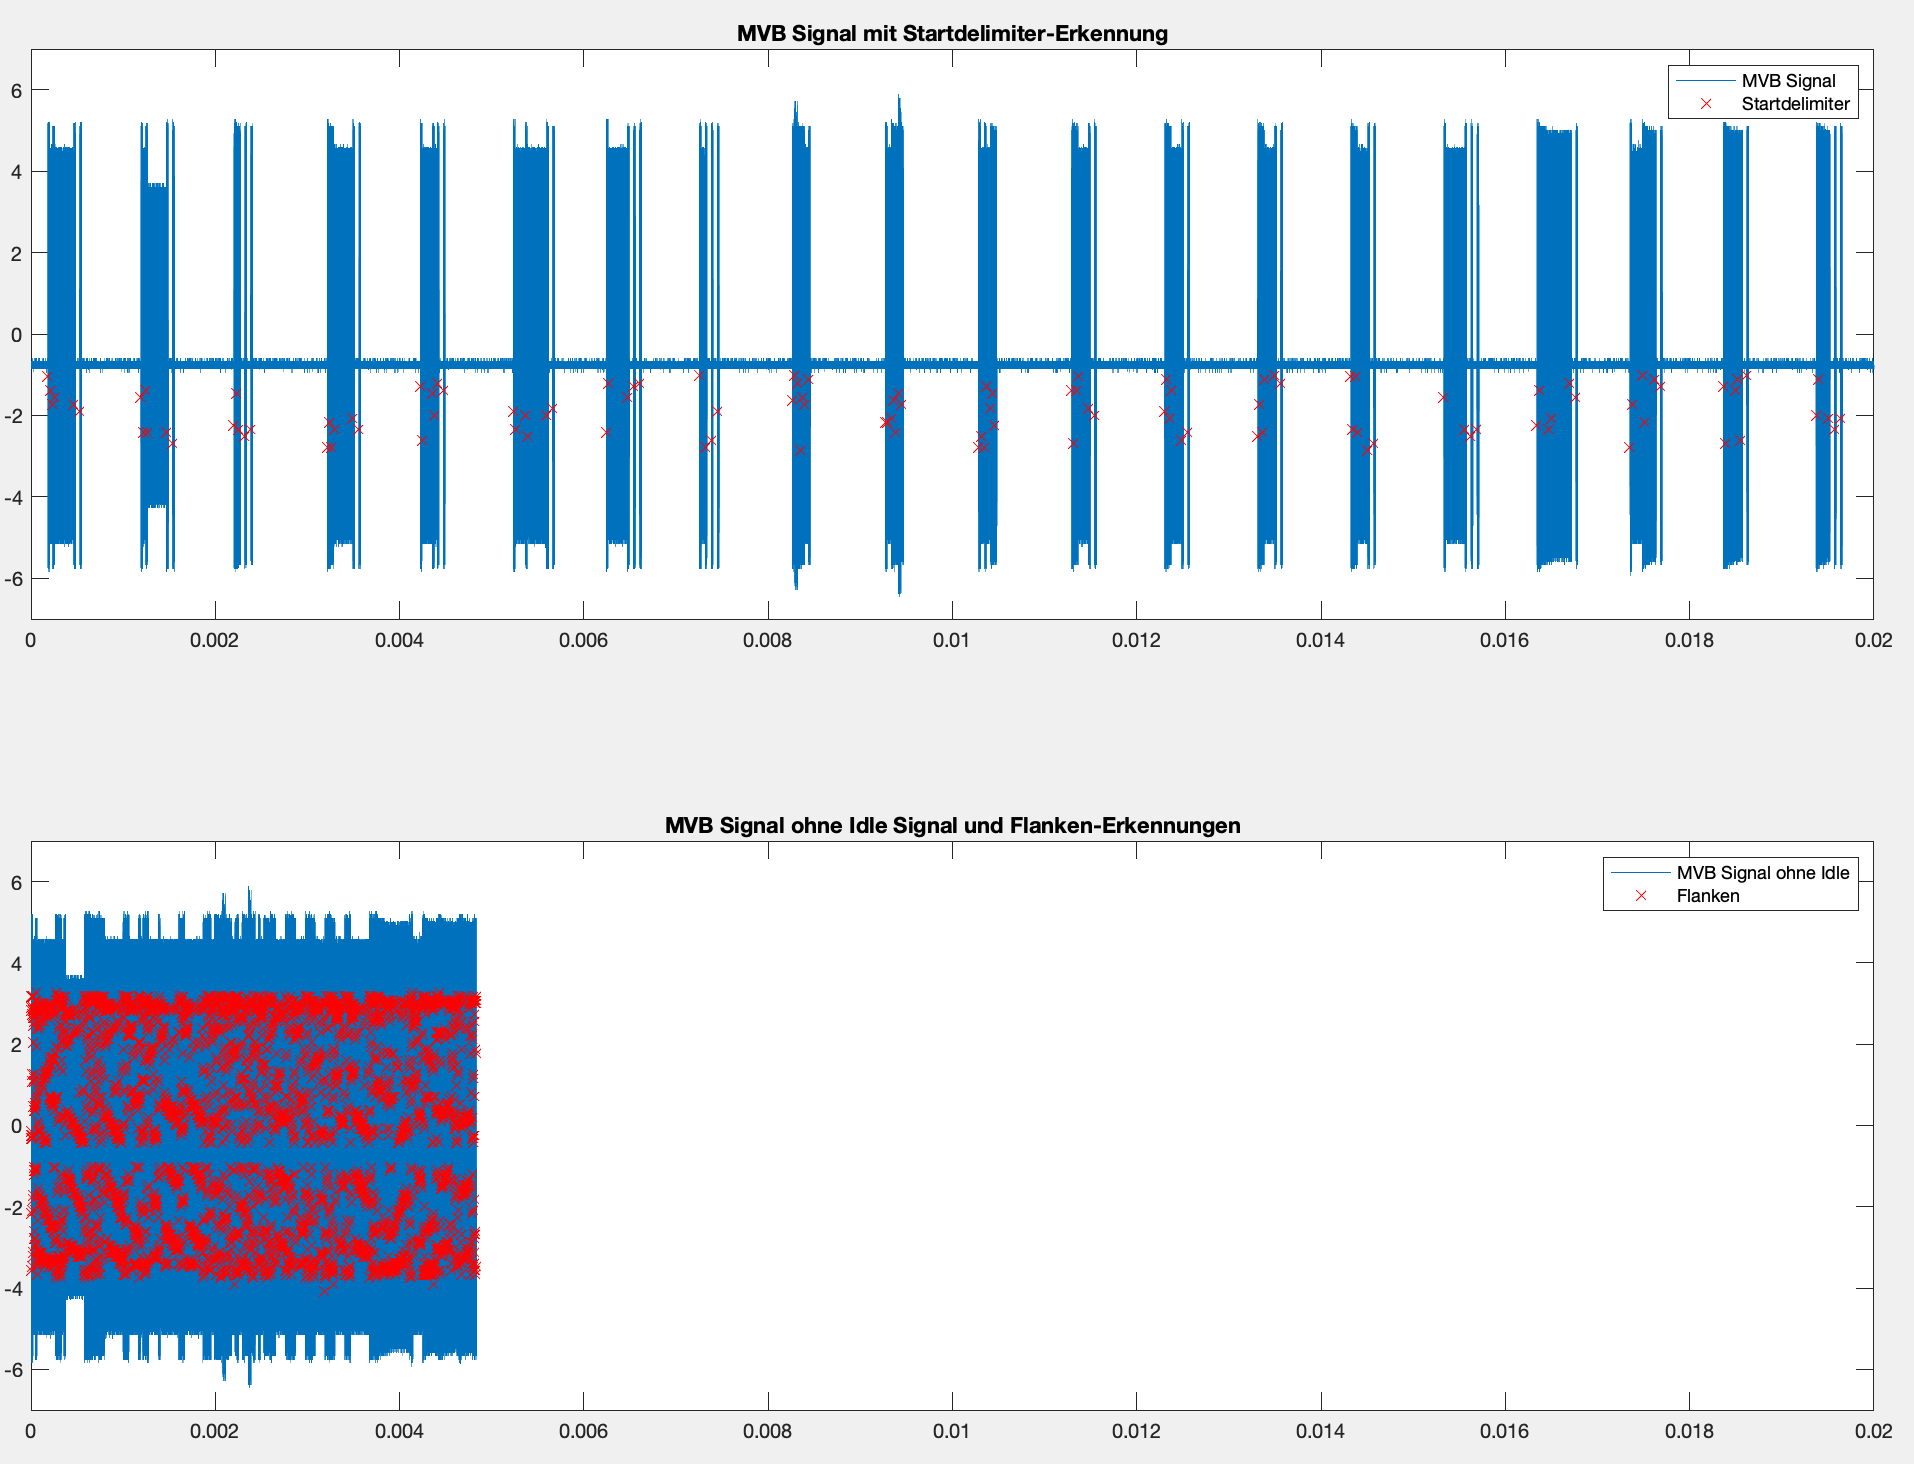 MVB Signal mit Startdelimiter-Erkennung
MVB Signal
Startdelimiter
6
4
2
0
-2
-4
-6
0 0.002 0.004 0.006 0.008 0.01 0.012 0.014 0.016 0.018 0.02
MVB Signal ohne Idle Signal und Flanken-Erkennungen
MVB Signal ohne Idle
Flanken
6
4
2
0
-2
-4
-6
0 0.002 0.004 0.006 0.008 0.01 0.012 0.014 0.016 0.018 0.02